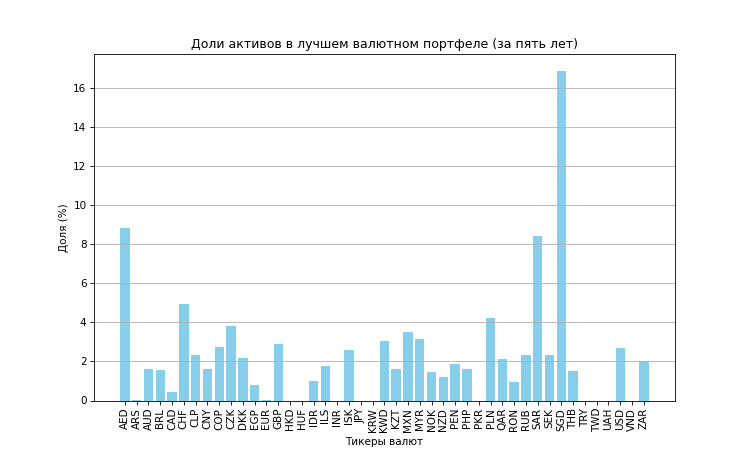 Доли активов в лучшем валютном портфеле (за пять лет)
Доля (%)
16
14
12
10
8
6
4
2
0
AED ARS AUD BRL CAD CHF CLP CNY COP CZK DKK EGP EUR GBP HKD HUF IDR ILS INR ISK JPY KRW KWD KZT MXN MYR NOK NZD PEN PHP PKR PLN QAR RON RUB SAR SEK SGD THB TRY TWD UAH USD VND ZAR
Тикеры валют